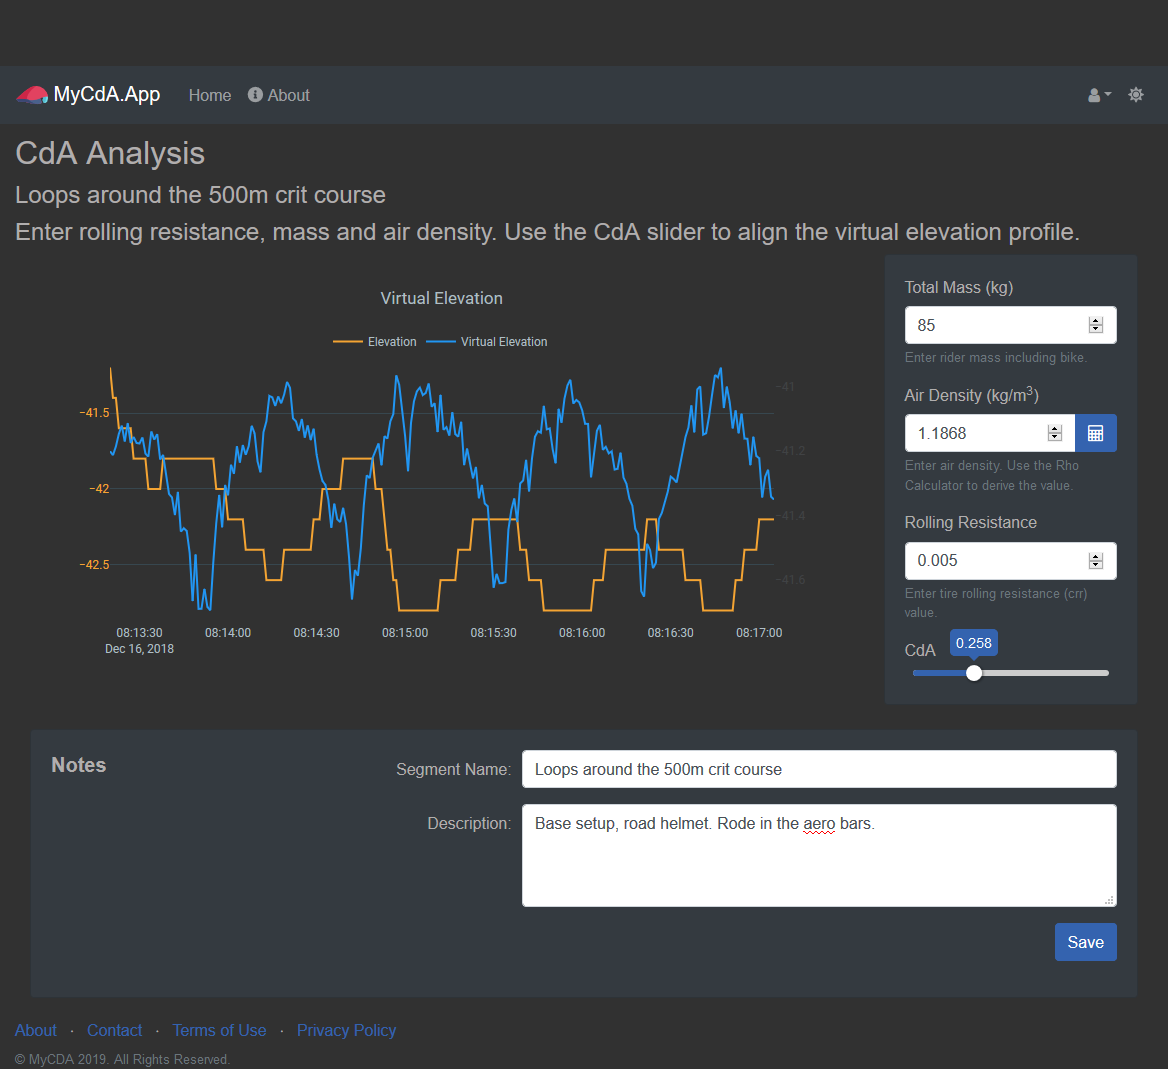 MyCdA.App Home About
CdA Analysis
Loops around the 500m crit course
Enter rolling resistance, mass and air density. Use the CdA slider to align the virtual elevation profile.
Virtual Elevation
Elevation Virtual Elevation
−41.5
−42
−42.5
−41
−41.2
−41.4
−41.6
08:13:30 08:14:00 08:14:30 08:15:00 08:15:30 08:16:00 08:16:30 08:17:00
Dec 16, 2018
Total Mass (kg)
85
Enter rider mass including bike.
Air Density (kg/m3)
1.1868
Enter air density. Use the Rho
Calculator to derive the value.
Rolling Resistance
0.005
Enter tire rolling resistance (crr)
value.
CdA 0.258
Notes
Segment Name: Loops around the 500m crit course
Description: Base setup, road helmet. Rode in the aero bars.
Save
About · Contact · Terms of Use · Privacy Policy
© MyCDA 2019. All Rights Reserved.